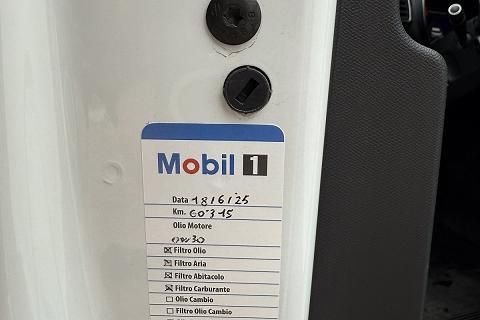 Mobil 1
Data 18/6/25
Km. 60315
Olio Motore
0W30
Filtro Olio
Filtro Aria
Filtro Abitacolo
Filtro Carburante
Olio Cambio
Filtro Olio Cambio